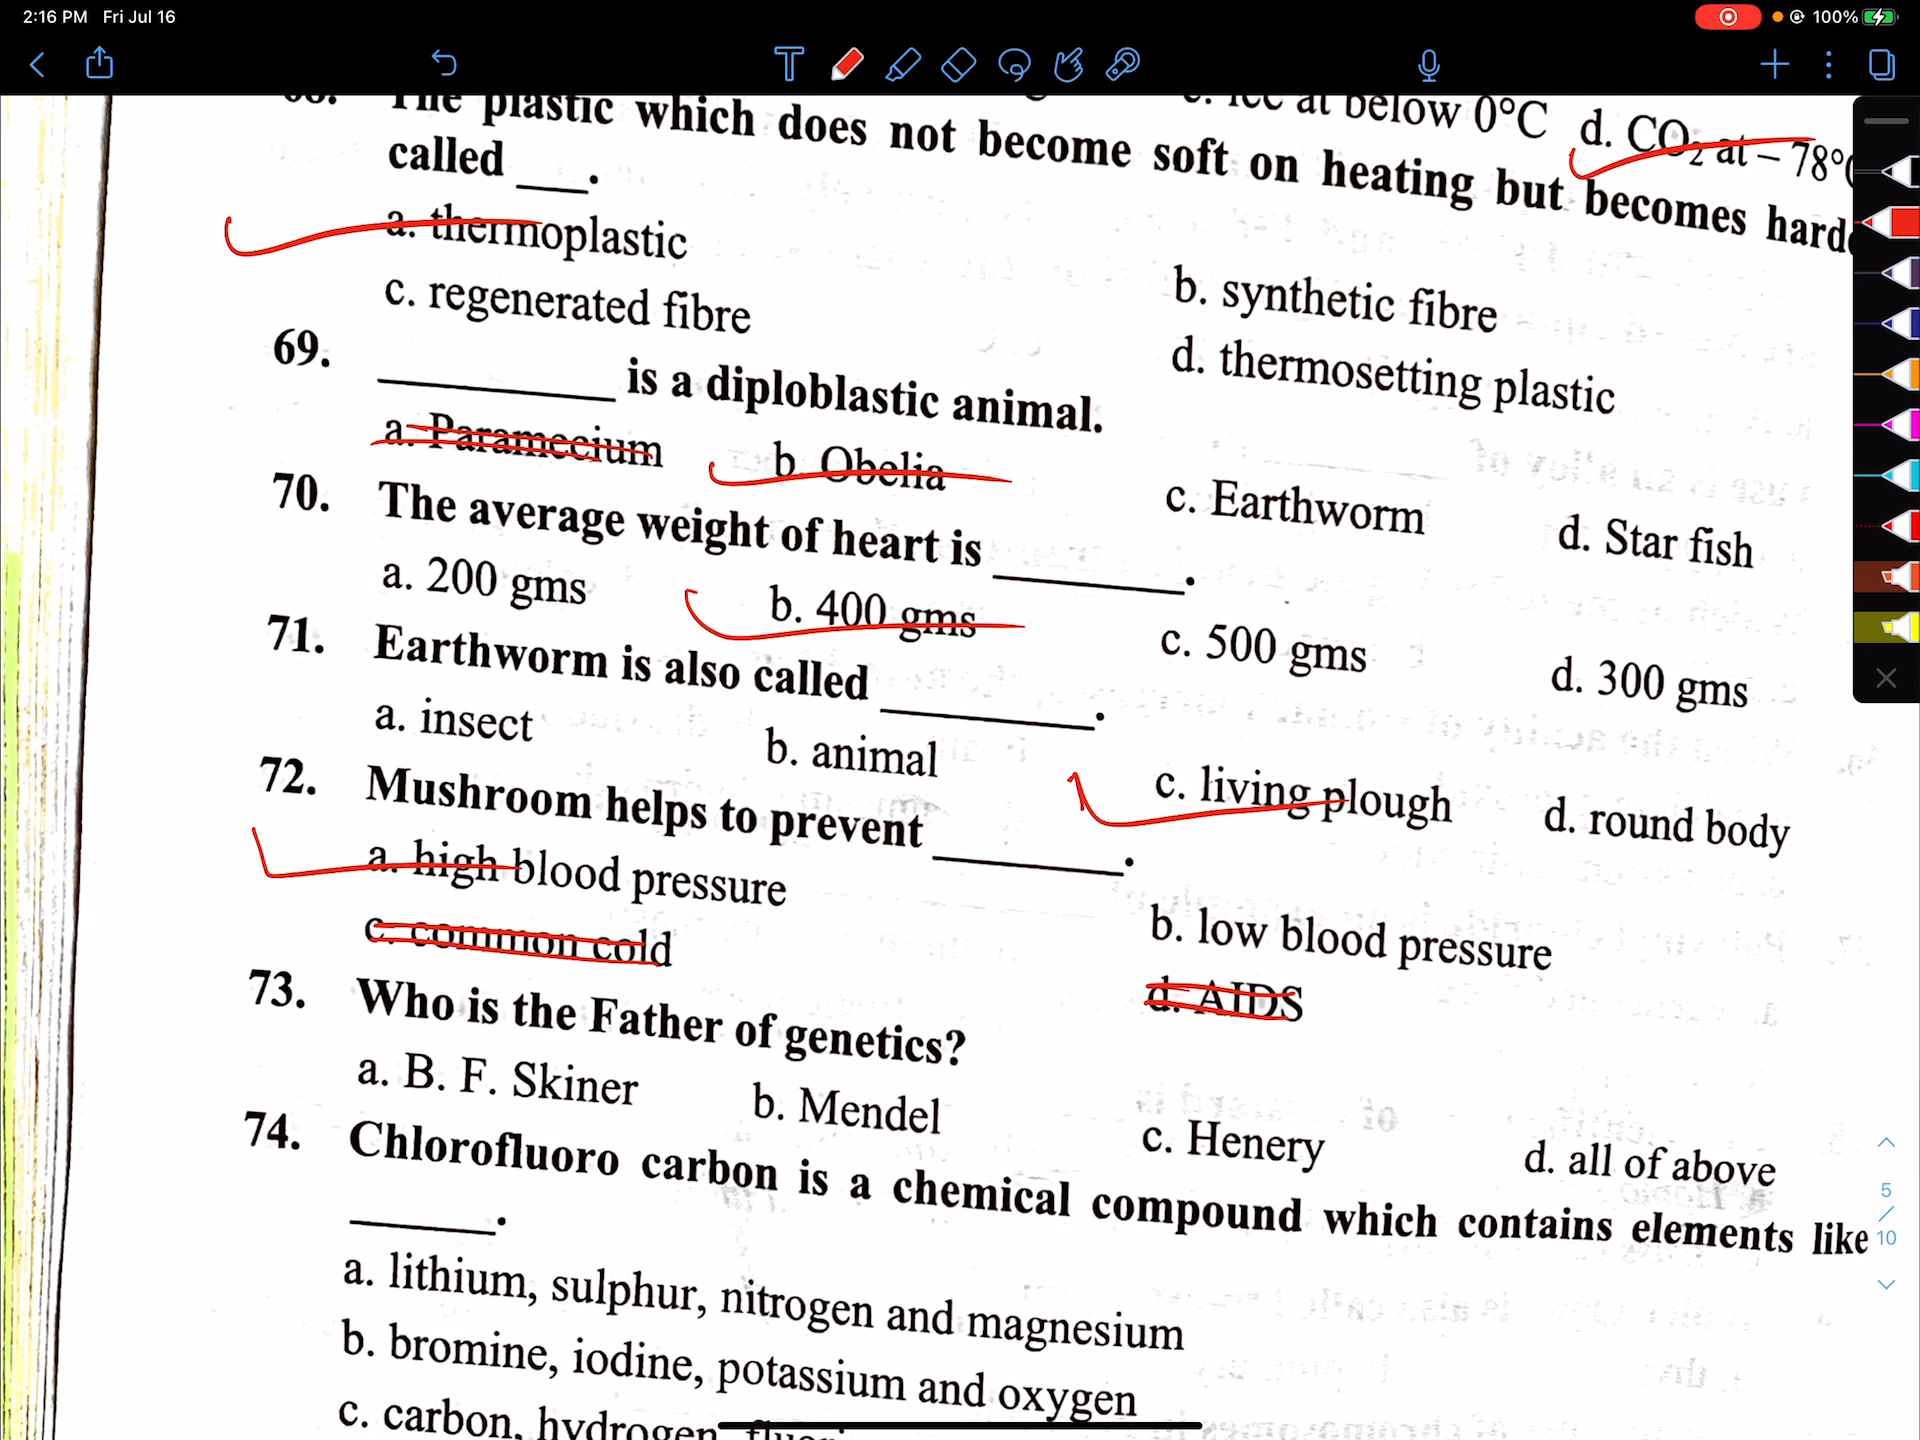 2:16 PM Fri Jul 16
100%
c. ice at below 0°C d. CO₂ at – 78°C
68. The plastic which does not become soft on heating but becomes hard
called ___.
a. thermoplastic
b. synthetic fibre
c. regenerated fibre
d. thermosetting plastic
69. ________ is a diploblastic animal.
a. Paramecium b. Obelia c. Earthworm d. Star fish
70. The average weight of heart is ________.
a. 200 gms b. 400 gms c. 500 gms d. 300 gms
71. Earthworm is also called ________.
a. insect b. animal c. living plough d. round body
72. Mushroom helps to prevent ________.
a. high blood pressure b. low blood pressure
c. common cold d. AIDS
73. Who is the Father of genetics?
a. B. F. Skiner b. Mendel c. Henery d. all of above
74. Chlorofluoro carbon is a chemical compound which contains elements like
______.
a. lithium, sulphur, nitrogen and magnesium
b. bromine, iodine, potassium and oxygen
c. carbon, hydrogen,
5
/
10